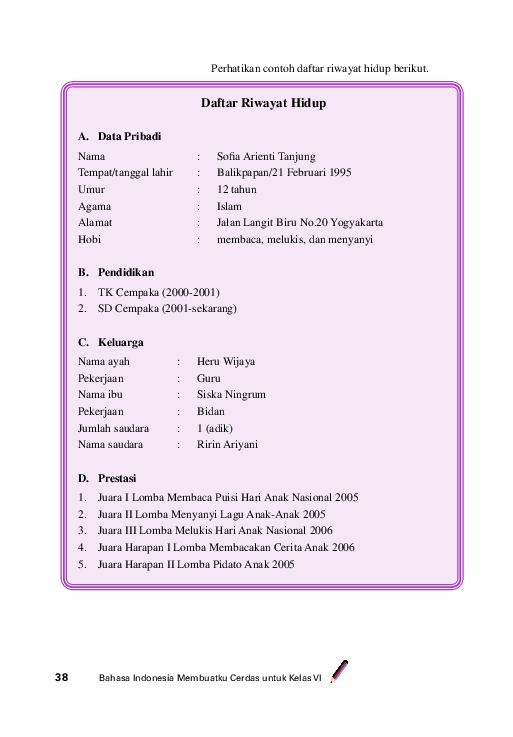 Perhatikan contoh daftar riwayat hidup berikut.
Daftar Riwayat Hidup
A. Data Pribadi
Nama : Sofia Arienti Tanjung
Tempat/tanggal lahir : Balikpapan/21 Februari 1995
Umur : 12 tahun
Agama : Islam
Alamat : Jalan Langit Biru No.20 Yogyakarta
Hobi : membaca, melukis, dan menyanyi
B. Pendidikan
1. TK Cempaka (2000-2001)
2. SD Cempaka (2001-sekarang)
C. Keluarga
Nama ayah : Heru Wijaya
Pekerjaan : Guru
Nama ibu : Siska Ningrum
Pekerjaan : Bidan
Jumlah saudara : 1 (adik)
Nama saudara : Ririn Ariyani
D. Prestasi
1. Juara I Lomba Membaca Puisi Hari Anak Nasional 2005
2. Juara II Lomba Menyanyi Lagu Anak-Anak 2005
3. Juara III Lomba Melukis Hari Anak Nasional 2006
4. Juara Harapan I Lomba Membacakan Cerita Anak 2006
5. Juara Harapan II Lomba Pidato Anak 2005
38 Bahasa Indonesia Membuatku Cerdas untuk Kelas VI